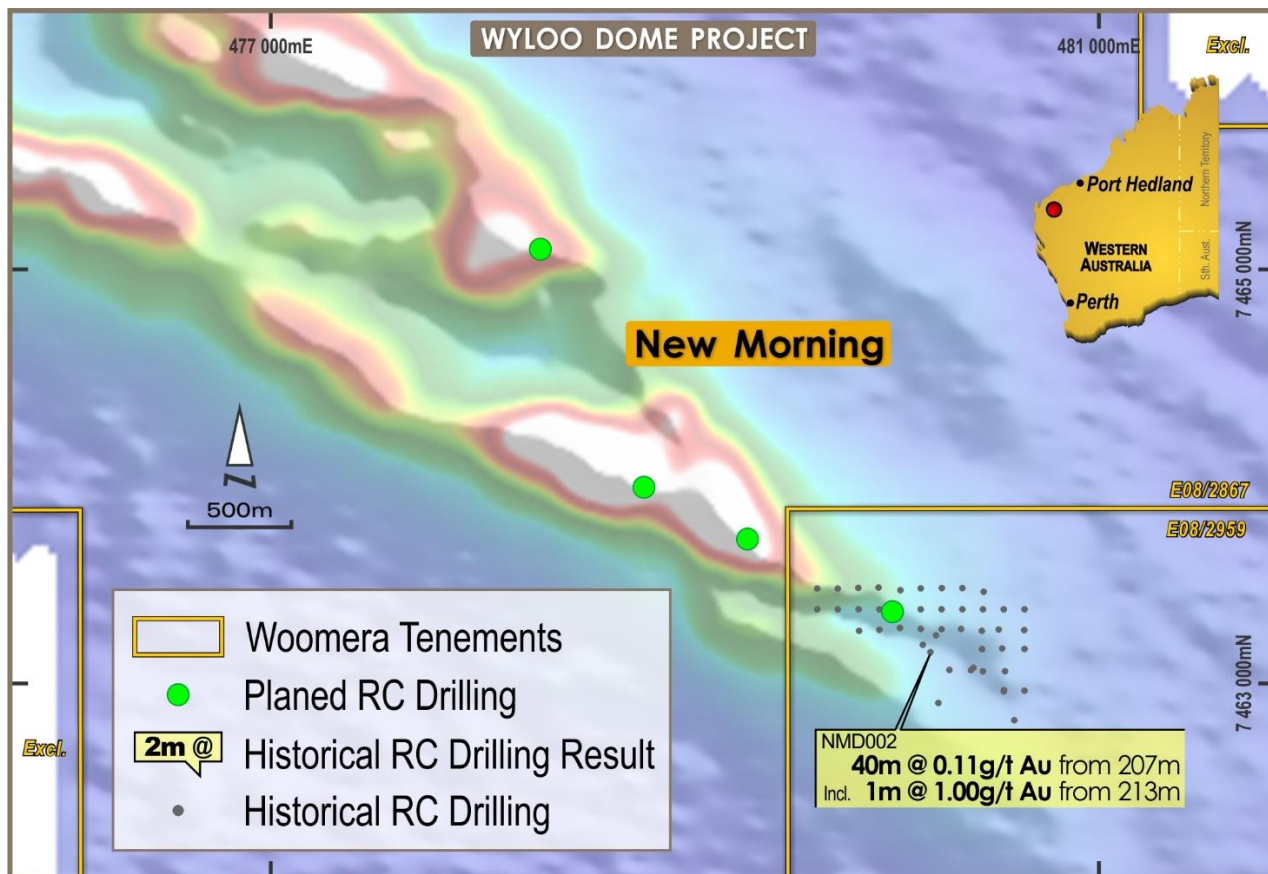 WYLOO DOME PROJECT
477 000mE
481 000mE
Excl.
Port Hedland
Northern Territory
WESTERN
AUSTRALIA
Sth. Aust.
Perth
7 465 000mN
New Morning
Z
500m
E08/2867
E08/2959
Woomera Tenements
Planed RC Drilling
2m @ Historical RC Drilling Result
Historical RC Drilling
Excl.
NMD002
40m @ 0.11g/t Au from 207m
Incl. 1m @ 1.00g/t Au from 213m
7 463 000mN